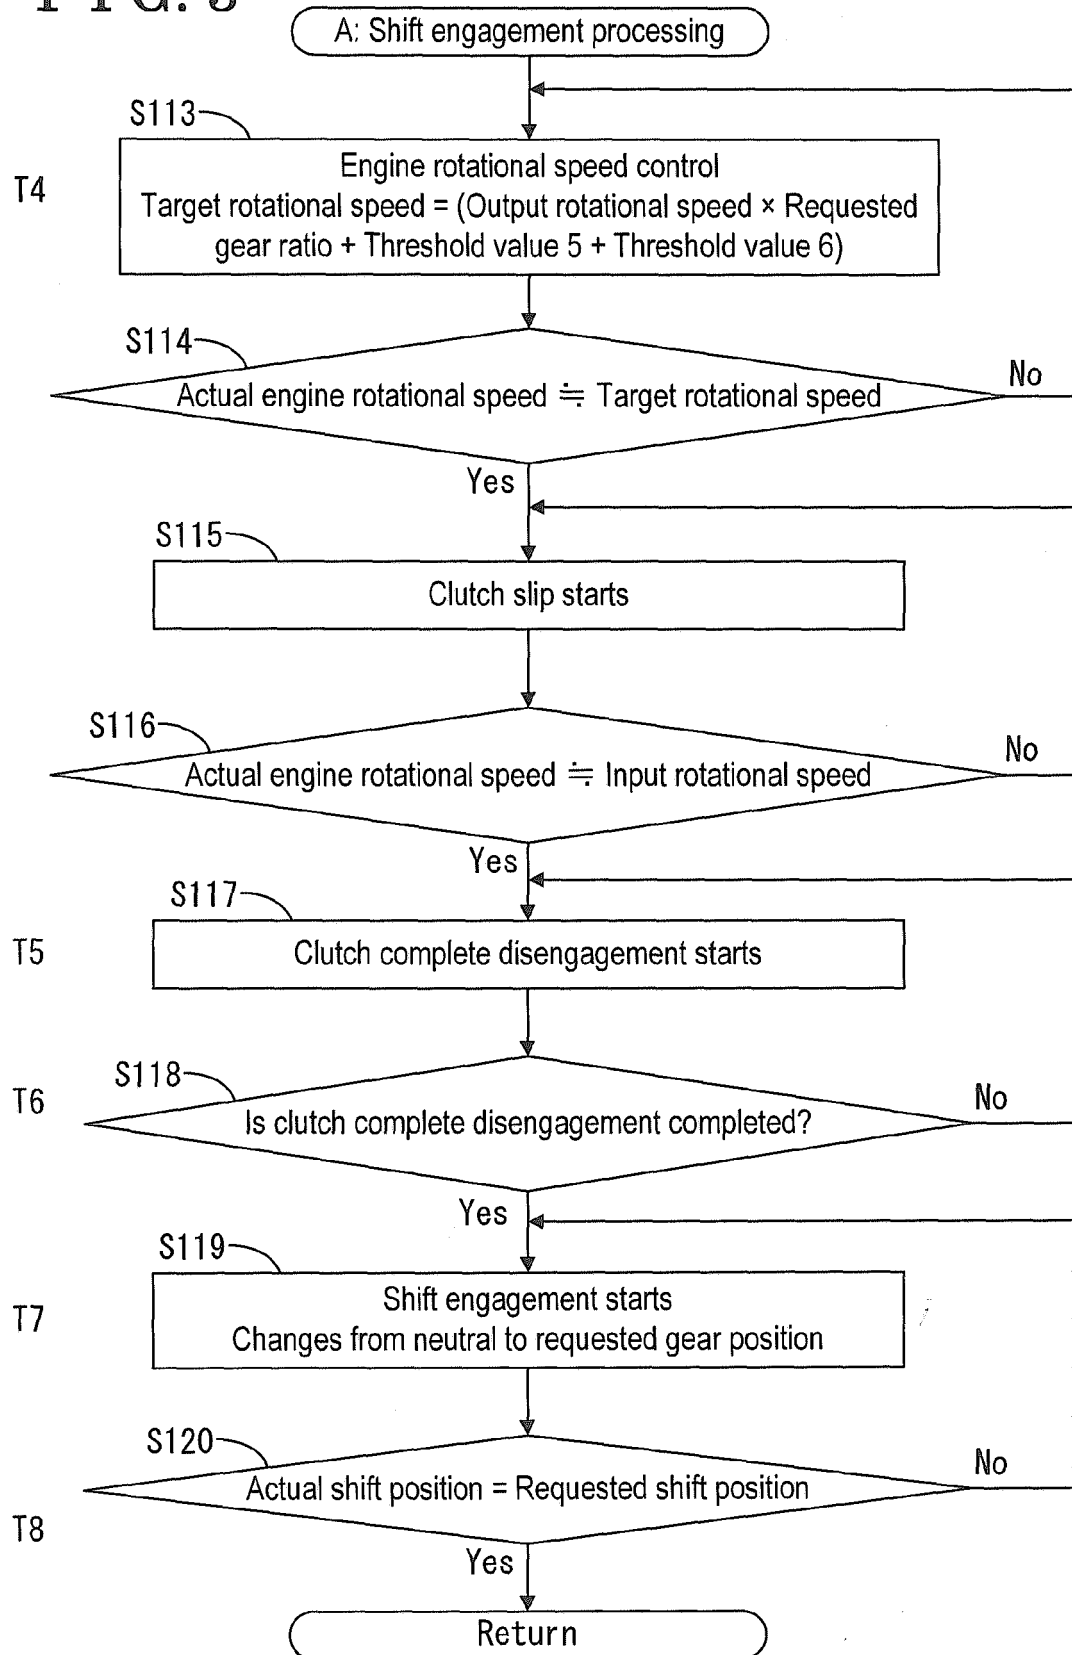 A: Shift engagement processing
S113
T4
Engine rotational speed control
Target rotational speed = (Output rotational speed × Requested
gear ratio + Threshold value 5 + Threshold value 6)
S114
Actual engine rotational speed ≒ Target rotational speed
No
Yes
S115
Clutch slip starts
S116
Actual engine rotational speed ≒ Input rotational speed
No
Yes
S117
T5
Clutch complete disengagement starts
S118
T6
Is clutch complete disengagement completed?
No
Yes
S119
T7
Shift engagement starts
Changes from neutral to requested gear position
S120
Actual shift position = Requested shift position
No
T8
Yes
Return